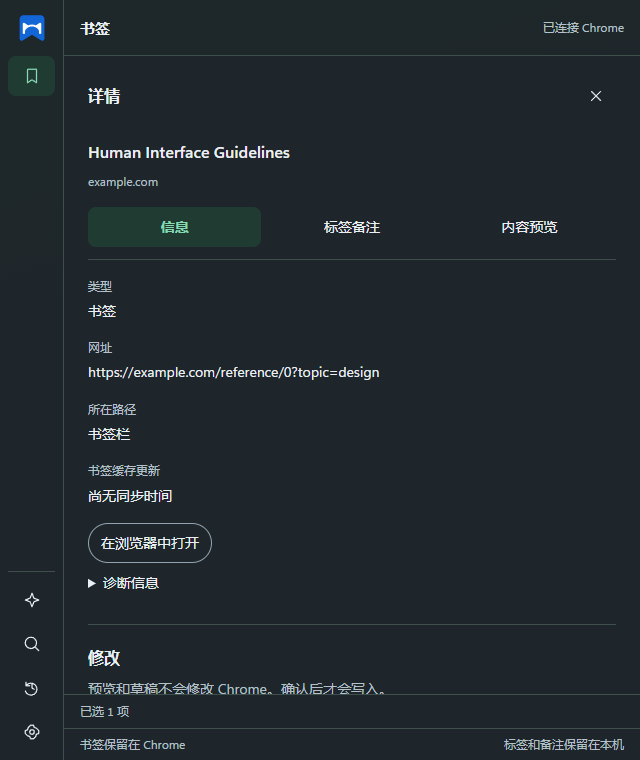 书签
已连接 Chrome
详情
Human Interface Guidelines
example.com
信息
标签备注
内容预览
类型
书签
网址
https://example.com/reference/0?topic=design
所在路径
书签栏
书签缓存更新
尚无同步时间
在浏览器中打开
诊断信息
修改
预览和草稿不会修改 Chrome。确认后才会写入。
已选 1 项
书签保留在 Chrome
标签和备注保留在本机